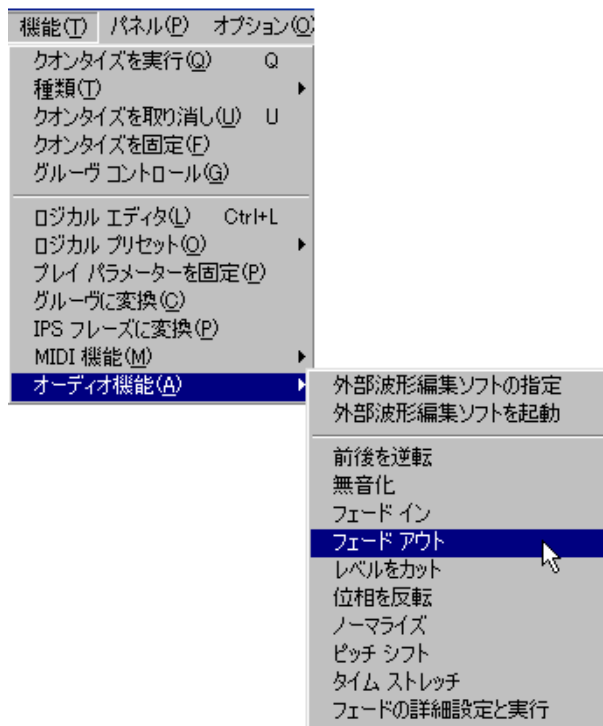 機能(T) パネル(P) オプション(O)
クオンタイズを実行(Q) Q
種類(T)
クオンタイズを取り消し(U) U
クオンタイズを固定(F)
グルーヴ コントロール(G)
ロジカル エディタ(L) Ctrl+L
ロジカル プリセット(O)
プレイ パラメーターを固定(P)
グルーヴに変換(C)
IPS フレーズに変換(P)
MIDI 機能(M)
オーディオ機能(A)
外部波形編集ソフトの指定
外部波形編集ソフトを起動
前後を逆転
無音化
フェード イン
フェード アウト
レベルをカット
位相を反転
ノーマライズ
ピッチ シフト
タイム ストレッチ
フェードの詳細設定と実行